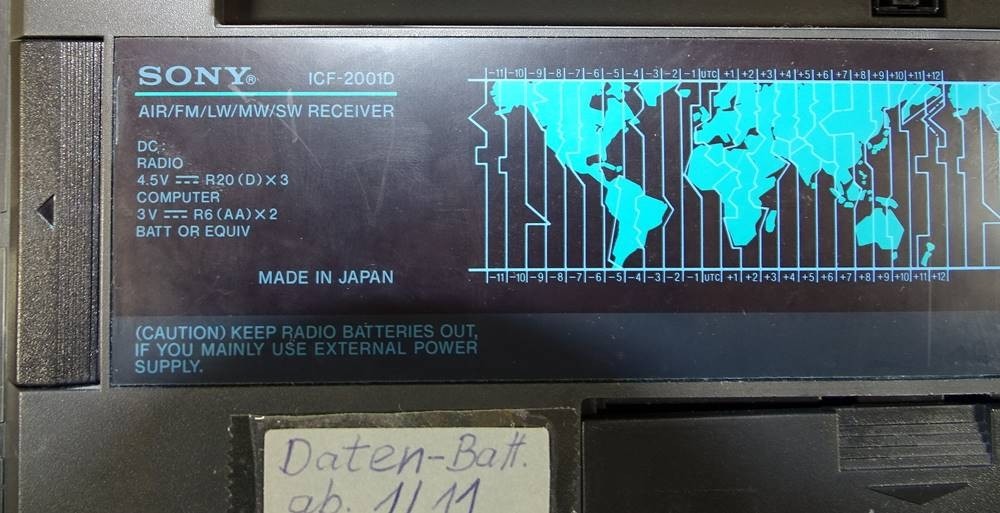 SONY® ICF-2001D
AIR/FM/LW/MW/SW RECEIVER
DC:
RADIO
4.5V ⎓ R20 (D) × 3
COMPUTER
3V ⎓ R6 (AA) × 2
BATT OR EQUIV
MADE IN JAPAN
(CAUTION) KEEP RADIO BATTERIES OUT,
IF YOU MAINLY USE EXTERNAL POWER
SUPPLY.
-11 -10 -9 -8 -7 -6 -5 -4 -3 -2 -1 UTC +1 +2 +3 +4 +5 +6 +7 +8 +9 +10 +11 +12
-11 -10 -9 -8 -7 -6 -5 -4 -3 -2 -1 UTC +1 +2 +3 +4 +5 +6 +7 +8 +9 +10 +11 +12
Daten-Batt.
ab. 1/11